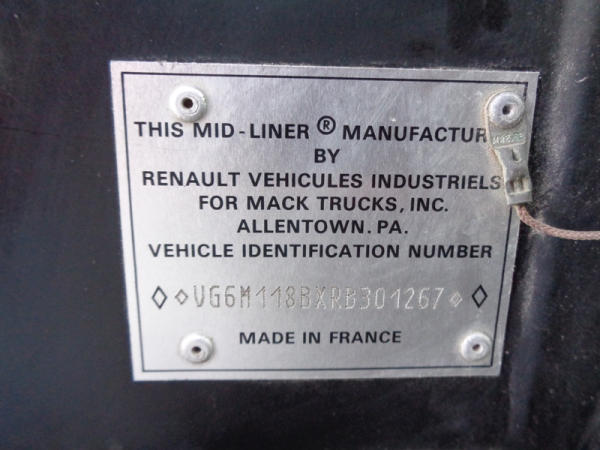 THIS MID-LINER ® MANUFACTUR
BY
RENAULT VEHICULES INDUSTRIELS
FOR MACK TRUCKS, INC.
ALLENTOWN. PA.
VEHICLE IDENTIFICATION NUMBER
◇ ◇VG6M118BXRB301267◇ ◇
MADE IN FRANCE